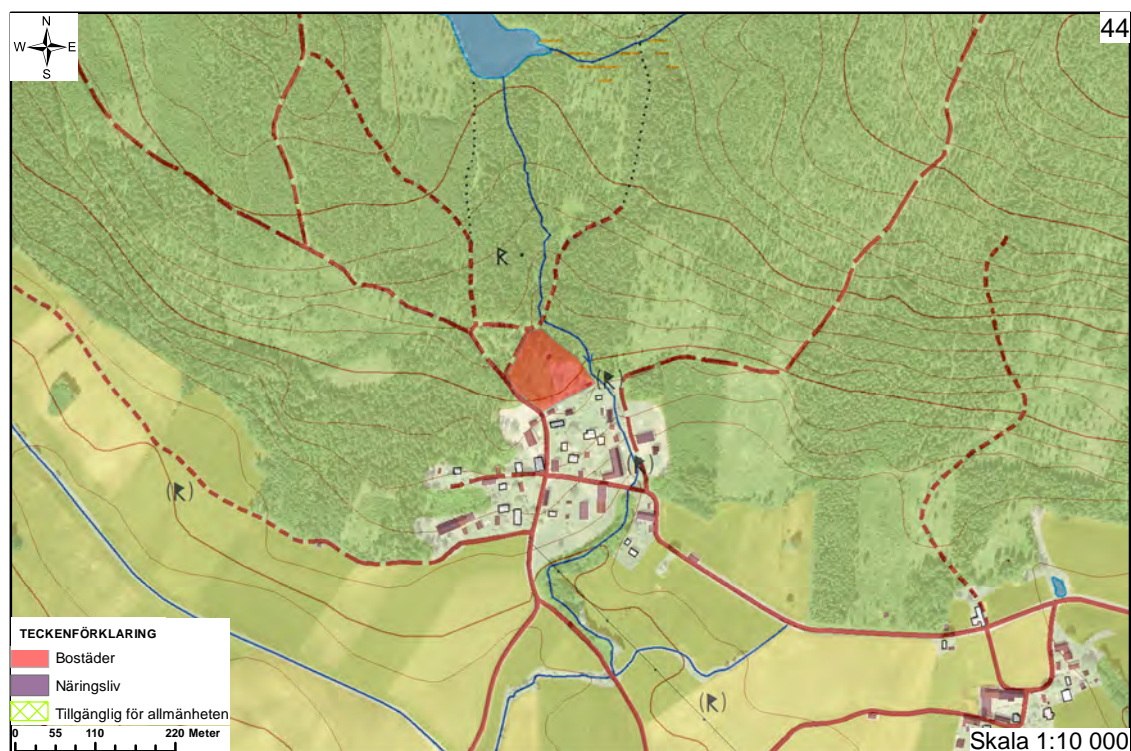 N
W E
S
44
R
(R)
(R)
(R)
(R)
TECKENFÖRKLARING
Bostäder
Näringsliv
Tillgänglig för allmänheten
0 55 110 220 Meter
Skala 1:10 000